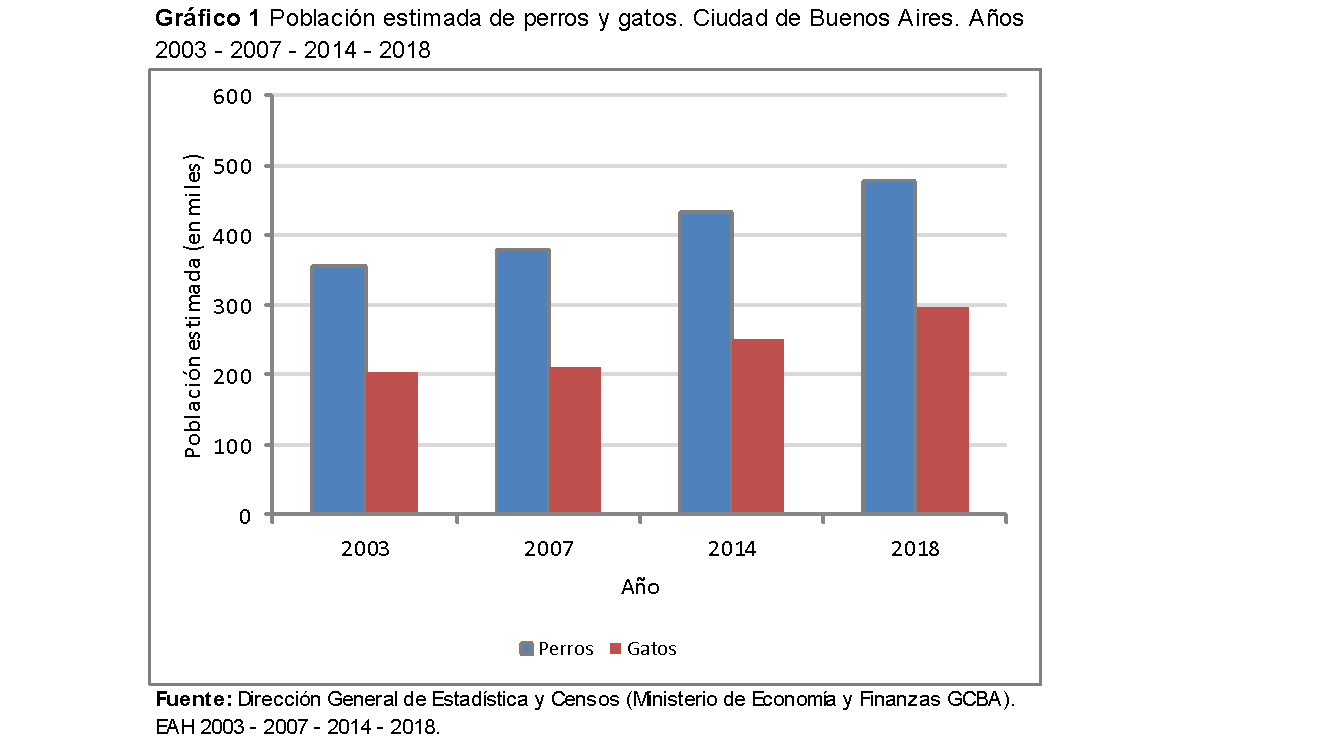 Gráfico 1 Población estimada de perros y gatos. Ciudad de Buenos Aires. Años
2003 - 2007 - 2014 - 2018
Población estimada (en miles)
600
500
400
300
200
100
0
2003
2007
2014
2018
Año
Perros
Gatos
Fuente: Dirección General de Estadística y Censos (Ministerio de Economía y Finanzas GCBA).
EAH 2003 - 2007 - 2014 - 2018.